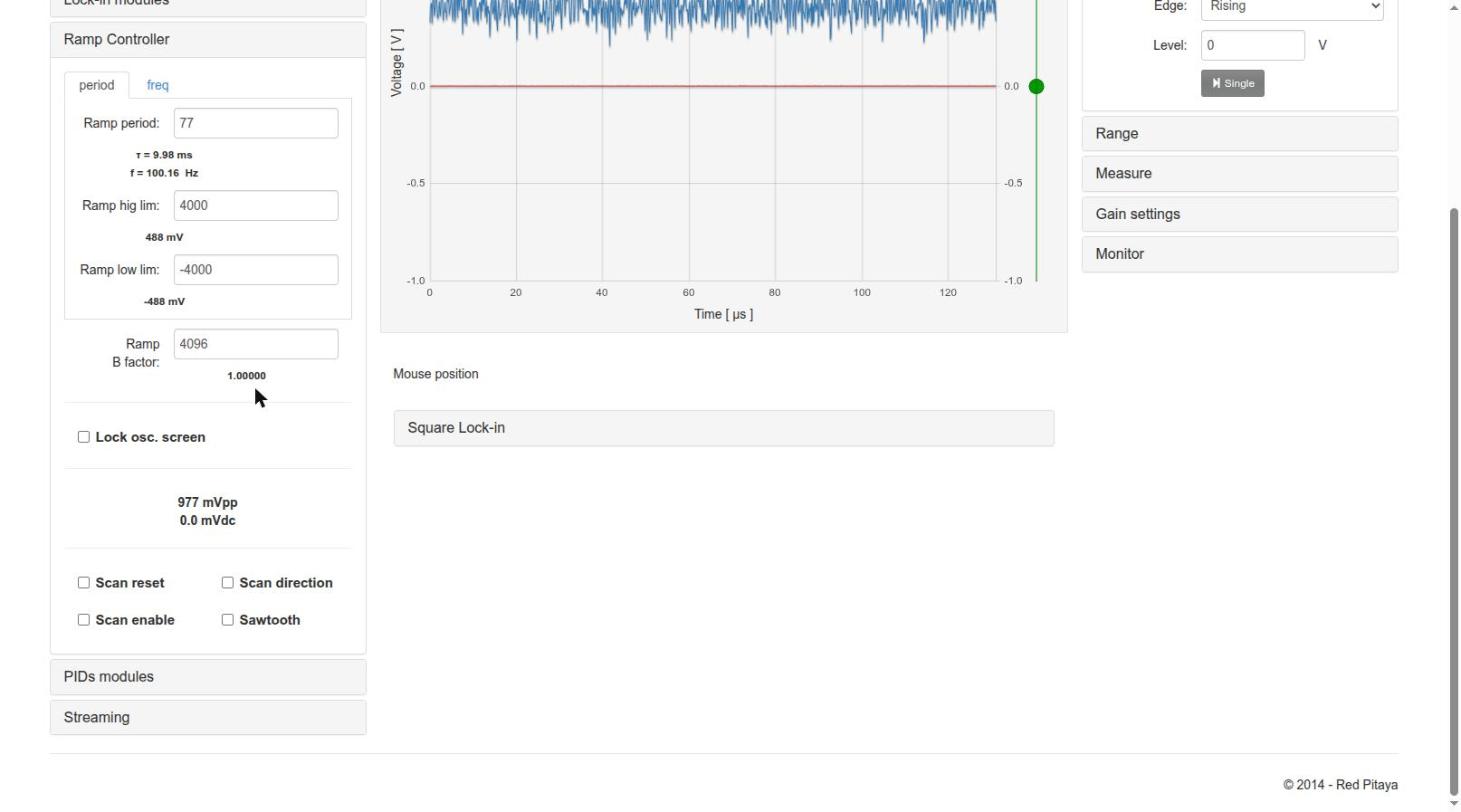 Lock-in modules
Ramp Controller
period freq
Ramp period: 77
τ = 9.98 ms
f = 100.16 Hz
Ramp hig lim: 4000
488 mV
Ramp low lim: -4000
-488 mV
Ramp
B factor: 4096
1.00000
Lock osc. screen
977 mVpp
0.0 mVdc
Scan reset Scan direction
Scan enable Sawtooth
PIDs modules
Streaming
Voltage [ V ]
0.0 0.0
-0.5 -0.5
-1.0 -1.0
0 20 40 60 80 100 120
Time [ µs ]
Mouse position
Square Lock-in
Edge: Rising
Level: 0 V
Single
Range
Measure
Gain settings
Monitor
© 2014 - Red Pitaya